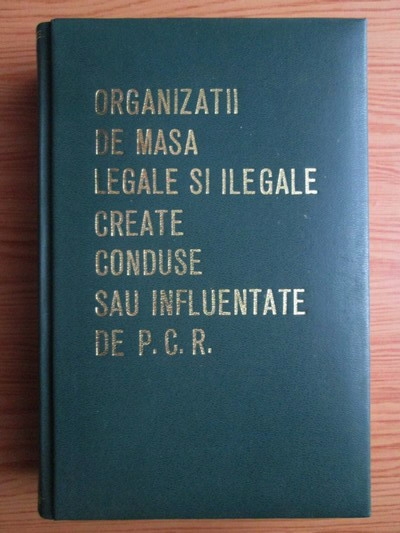 ORGANIZATII
DE MASA
LEGALE SI ILEGALE
CREATE
CONDUSE
SAU INFLUENTATE
DE P.C.R.